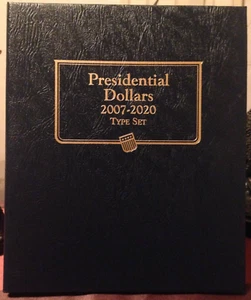 Presidential
Dollars
2007-2020
Type Set